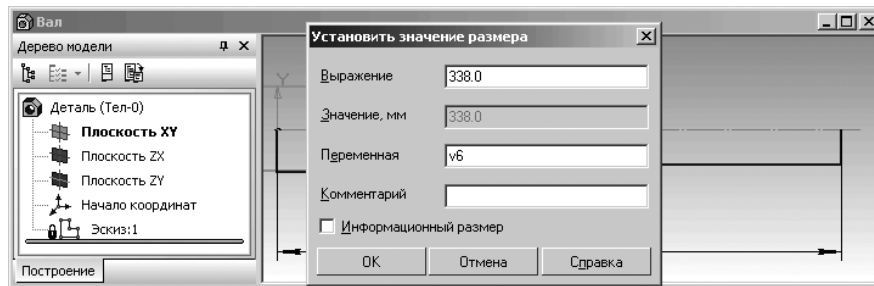 Вал
Дерево модели
Деталь (Тел-0)
Плоскость XY
Плоскость ZX
Плоскость ZY
Начало координат
Эскиз:1
Построение
Y
Установить значение размера
Выражение
338.0
Значение, мм
338.0
Переменная
v6
Комментарий
Информационный размер
OK
Отмена
Справка